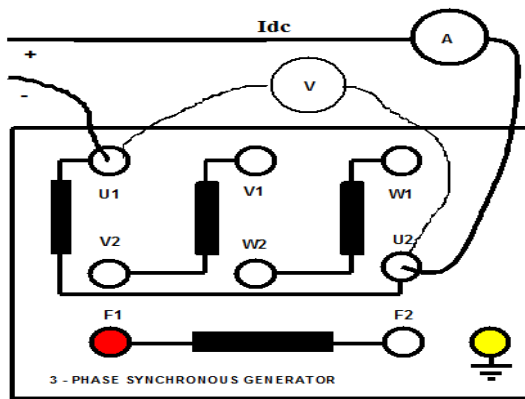 Idc
A
+
-
V
U1
V1
W1
V2
W2
U2
F1
F2
3 - PHASE SYNCHRONOUS GENERATOR